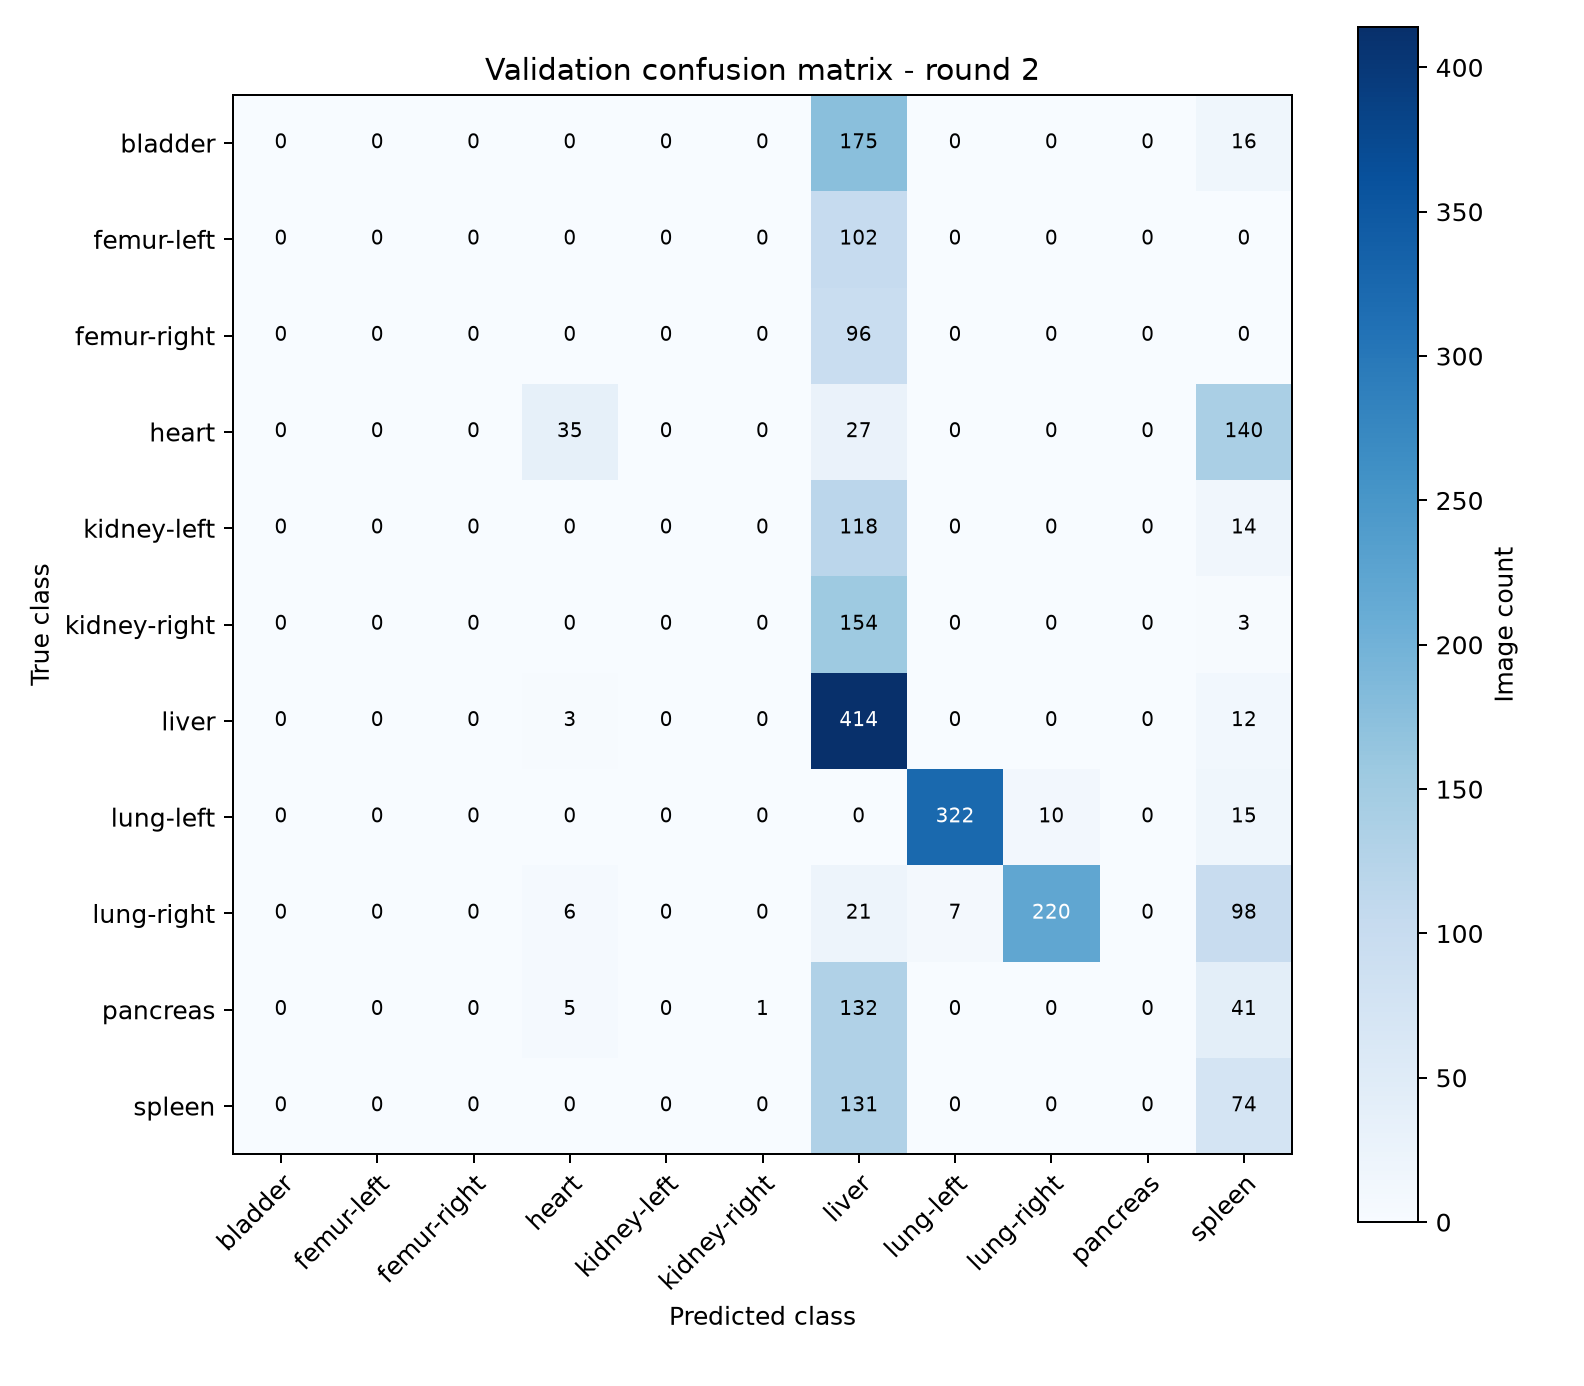 Validation confusion matrix - round 2
bladder 0 0 0 0 0 0 175 0 0 0 16
femur-left 0 0 0 0 0 0 102 0 0 0 0
femur-right 0 0 0 0 0 0 96 0 0 0 0
heart 0 0 0 35 0 0 27 0 0 0 140
kidney-left 0 0 0 0 0 0 118 0 0 0 14
kidney-right 0 0 0 0 0 0 154 0 0 0 3
liver 0 0 0 3 0 0 414 0 0 0 12
lung-left 0 0 0 0 0 0 0 322 10 0 15
lung-right 0 0 0 6 0 0 21 7 220 0 98
pancreas 0 0 0 5 0 1 132 0 0 0 41
spleen 0 0 0 0 0 0 131 0 0 0 74
bladder femur-left femur-right heart kidney-left kidney-right liver lung-left lung-right pancreas spleen
Predicted class
True class
400
350
300
250
200
150
100
50
0
Image count